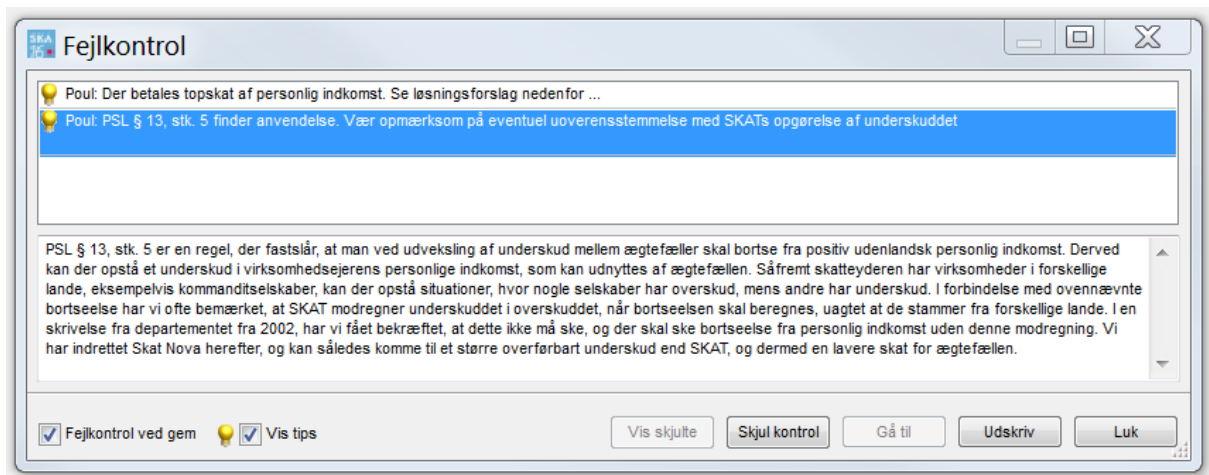 SKA
16
Fejlkontrol
Poul: Der betales topskat af personlig indkomst. Se løsningsforslag nedenfor ...
Poul: PSL § 13, stk. 5 finder anvendelse. Vær opmærksom på eventuel uoverensstemmelse med SKATs opgørelse af underskuddet
PSL § 13, stk. 5 er en regel, der fastslår, at man ved udveksling af underskud mellem ægtefæller skal bortse fra positiv udenlandsk personlig indkomst. Derved
kan der opstå et underskud i virksomhedsejerens personlige indkomst, som kan udnyttes af ægtefællen. Såfremt skatteyderen har virksomheder i forskellige
lande, eksempelvis kommanditselskaber, kan der opstå situationer, hvor nogle selskaber har overskud, mens andre har underskud. I forbindelse med ovennævnte
bortseelse har vi ofte bemærket, at SKAT modregner underskuddet i overskuddet, når bortseelsen skal beregnes, uagtet at de stammer fra forskellige lande. I en
skrivelse fra departementet fra 2002, har vi fået bekræftet, at dette ikke må ske, og der skal ske bortseelse fra personlig indkomst uden denne modregning. Vi
har indrettet Skat Nova herefter, og kan således komme til et større overførbart underskud end SKAT, og dermed en lavere skat for ægtefællen.
Fejlkontrol ved gem Vis tips Vis skjulte Skjul kontrol Gå til Udskriv Luk